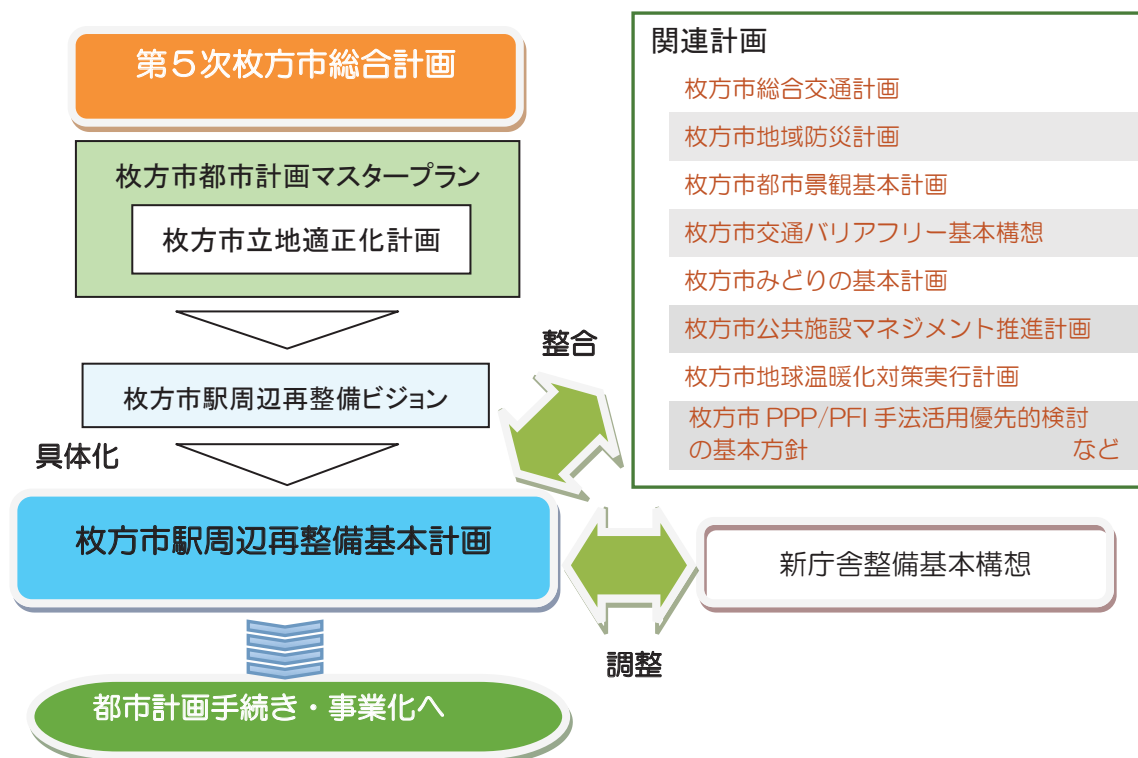 第５次枚方市総合計画
枚方市都市計画マスタープラン
枚方市立地適正化計画
枚方市駅周辺再整備ビジョン
具体化
枚方市駅周辺再整備基本計画
都市計画手続き・事業化へ
整合
関連計画
枚方市総合交通計画
枚方市地域防災計画
枚方市都市景観基本計画
枚方市交通バリアフリー基本構想
枚方市みどりの基本計画
枚方市公共施設マネジメント推進計画
枚方市地球温暖化対策実行計画
枚方市 PPP/PFI 手法活用優先的検討
の基本方針 など
新庁舎整備基本構想
調整